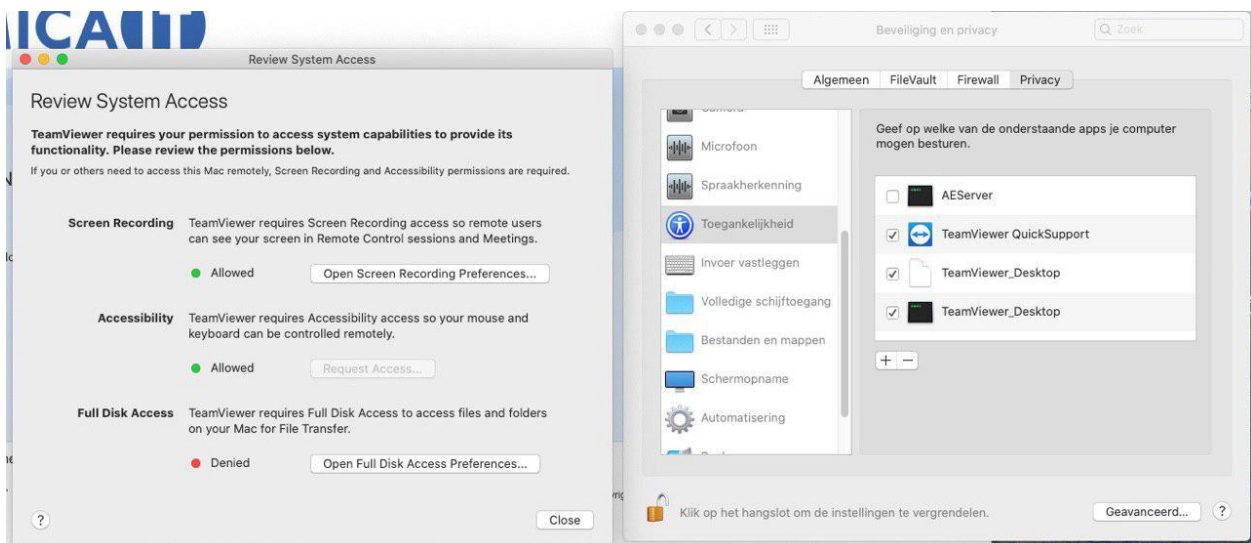 ICA IT
Review System Access
Review System Access
TeamViewer requires your permission to access system capabilities to provide its
functionality. Please review the permissions below.
If you or others need to access this Mac remotely, Screen Recording and Accessibility permissions are required.
Screen Recording
TeamViewer requires Screen Recording access so remote users
can see your screen in Remote Control sessions and Meetings.
Allowed
Open Screen Recording Preferences...
Accessibility
TeamViewer requires Accessibility access so your mouse and
keyboard can be controlled remotely.
Allowed
Request Access...
Full Disk Access
TeamViewer requires Full Disk Access to access files and folders
on your Mac for File Transfer.
Denied
Open Full Disk Access Preferences...
?
Close
Beveiliging en privacy
Zoek
Algemeen
FileVault
Firewall
Privacy
Microfoon
Spraakherkenning
Toegankelijkheid
Invoer vastleggen
Volledige schijftoegang
Bestanden en mappen
Schermopname
Automatisering
Geef op welke van de onderstaande apps je computer
mogen besturen.
AEServer
TeamViewer QuickSupport
TeamViewer_Desktop
TeamViewer_Desktop
+ −
Klik op het hangslot om de instellingen te vergrendelen.
Geavanceerd...
?